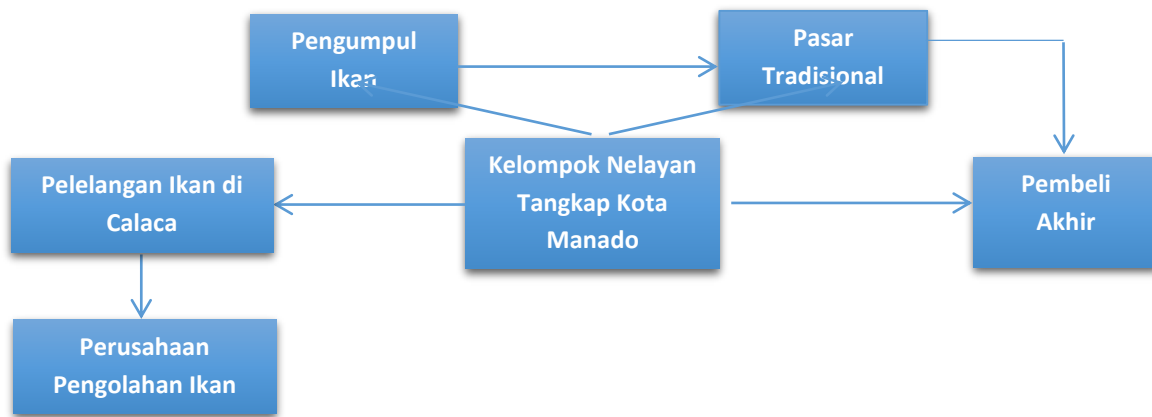 Pengumpul
Ikan
Pasar
Tradisional
Kelompok Nelayan
Tangkap Kota
Manado
Pelelangan Ikan di
Calaca
Pembeli
Akhir
Perusahaan
Pengolahan Ikan